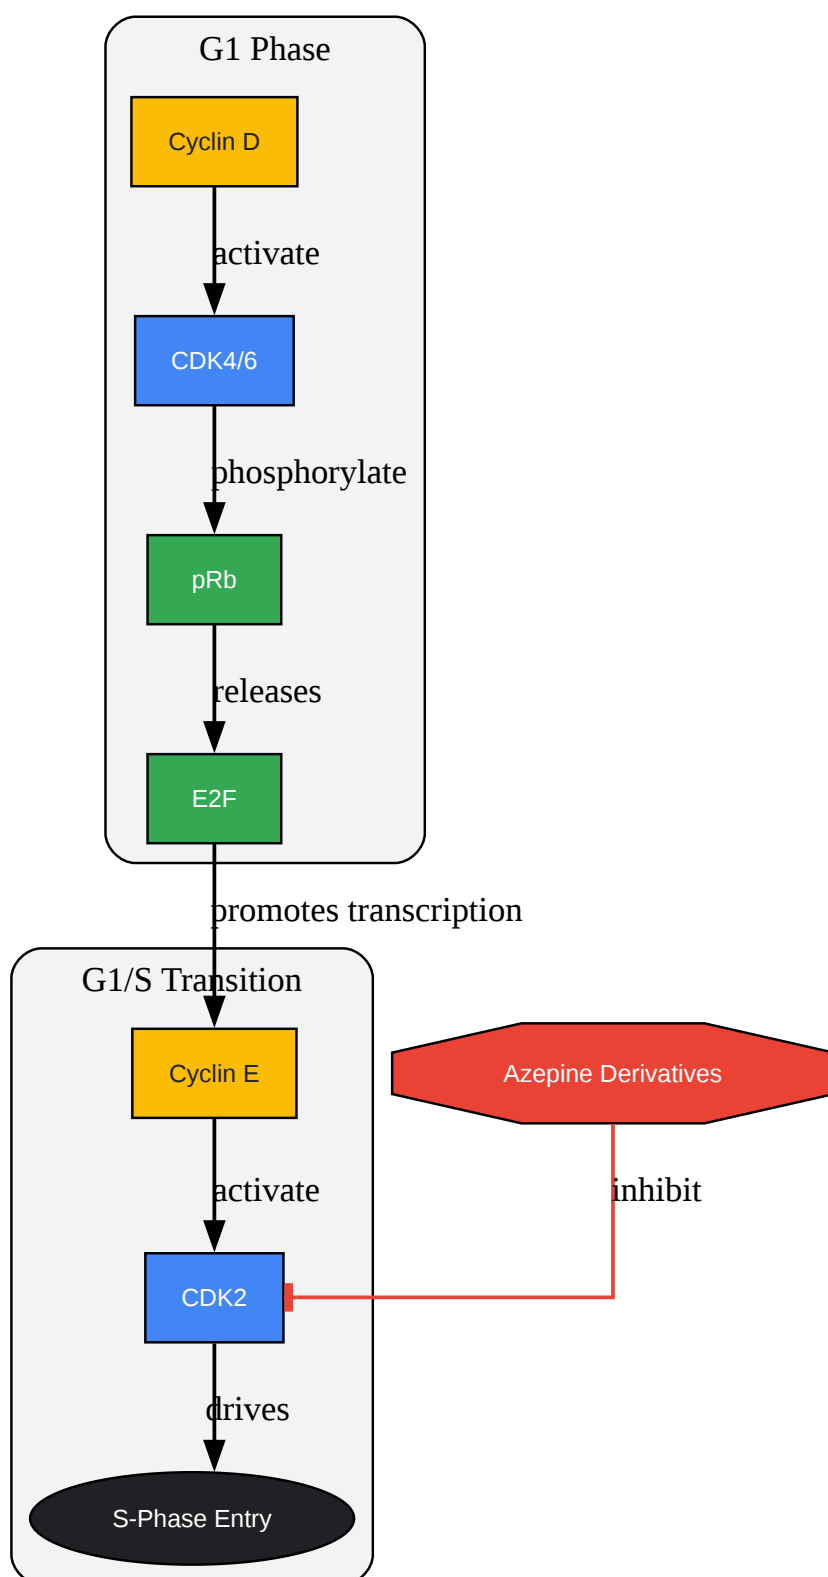 G1 Phase
Cyclin D
activate
CDK4/6
phosphorylate
pRb
releases
E2F
promotes transcription
G1/S Transition
Cyclin E
Azepine Derivatives
activate
inhibit
CDK2
drives
S-Phase Entry